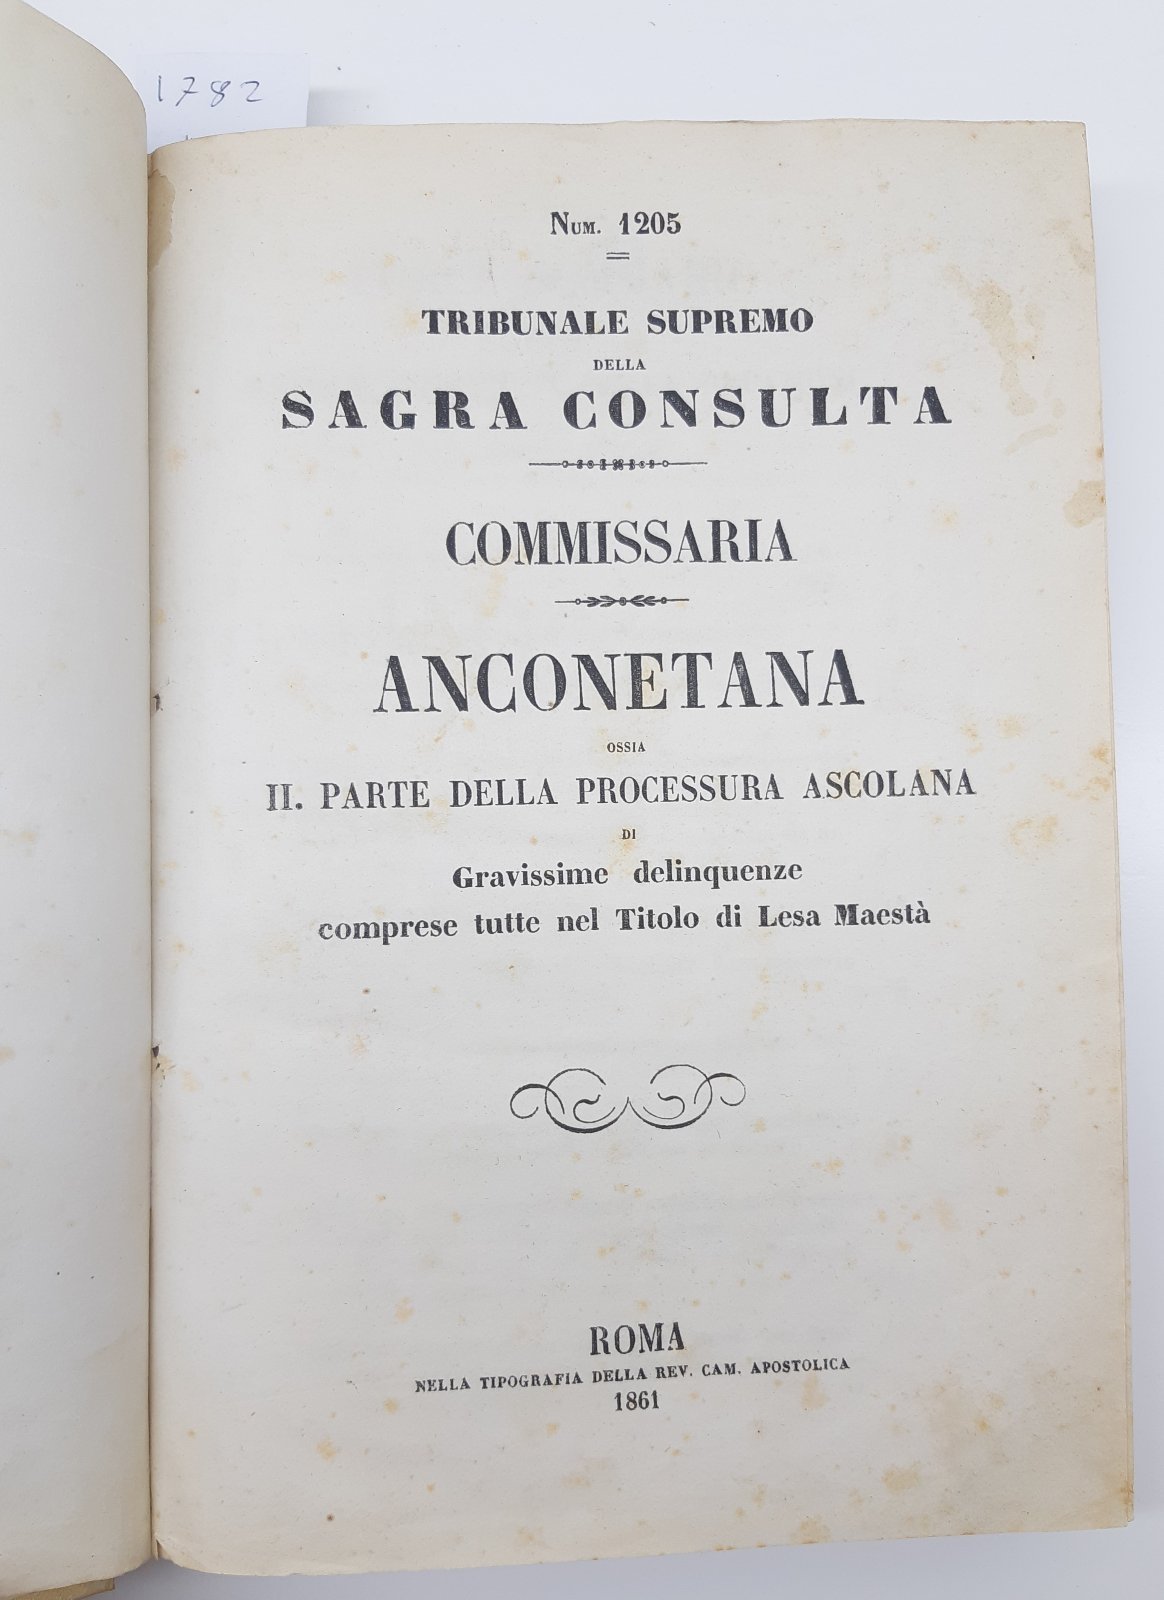 1782
Num. 1205
TRIBUNALE SUPREMO
DELLA
SAGRA CONSULTA
COMMISSARIA
ANCONETANA
OSSIA
II. PARTE DELLA PROCESSURA ASCOLANA
DI
Gravissime delinquenze
comprese tutte nel Titolo di Lesa Maestà
ROMA
NELLA TIPOGRAFIA DELLA REV. CAM. APOSTOLICA
1861